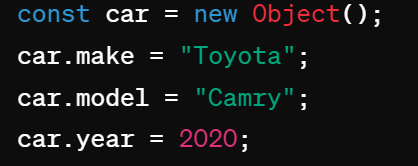 const car = new Object();
car.make = "Toyota";
car.model = "Camry";
car.year = 2020;